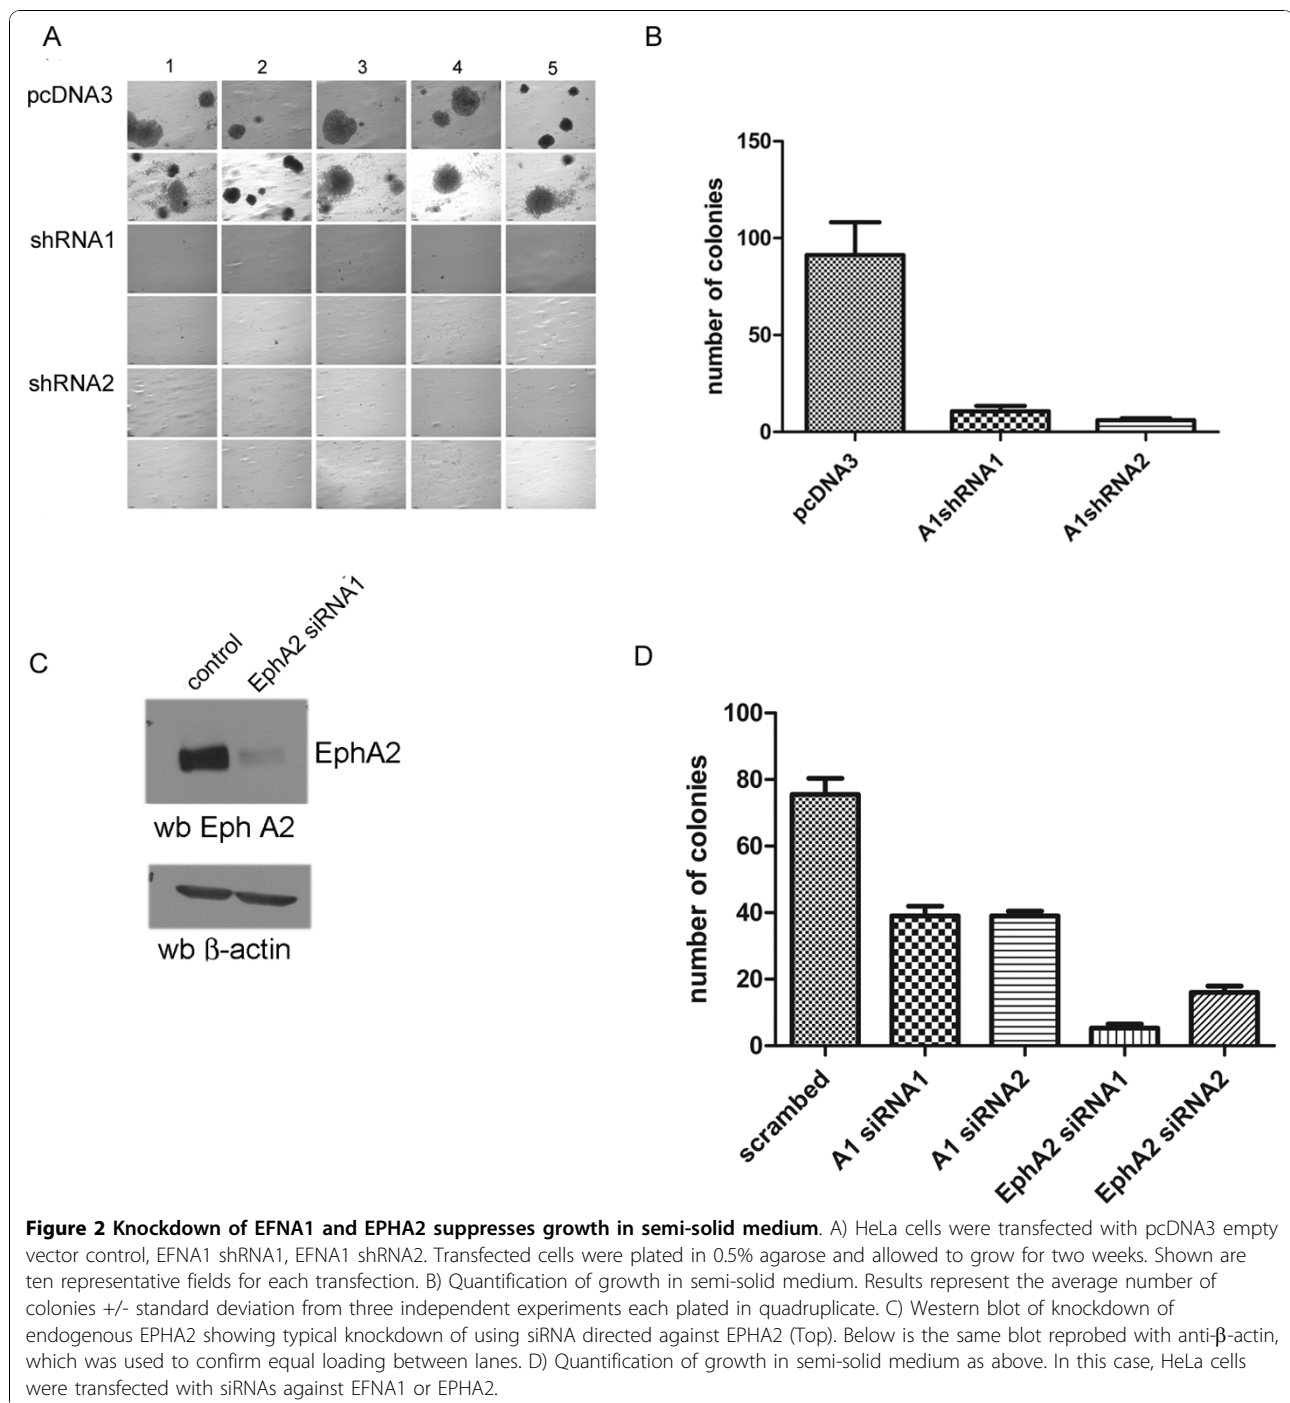 A
1 2 3 4 5
pcDNA3
shRNA1
shRNA2
B
150
100
50
0
number of colonies
pcDNA3
A1shRNA1
A1shRNA2
C
control
EphA2 siRNA1
EphA2
wb Eph A2
wb β-actin
D
100
80
60
40
20
0
number of colonies
scrambed
A1 siRNA1
A1 siRNA2
EphA2 siRNA1
EphA2 siRNA2
Figure 2 Knockdown of EFNA1 and EPHA2 suppresses growth in semi-solid medium. A) HeLa cells were transfected with pcDNA3 empty
vector control, EFNA1 shRNA1, EFNA1 shRNA2. Transfected cells were plated in 0.5% agarose and allowed to grow for two weeks. Shown are
ten representative fields for each transfection. B) Quantification of growth in semi-solid medium. Results represent the average number of
colonies +/- standard deviation from three independent experiments each plated in quadruplicate. C) Western blot of knockdown of
endogenous EPHA2 showing typical knockdown of using siRNA directed against EPHA2 (Top). Below is the same blot reprobed with anti-β-actin,
which was used to confirm equal loading between lanes. D) Quantification of growth in semi-solid medium as above. In this case, HeLa cells
were transfected with siRNAs against EFNA1 or EPHA2.